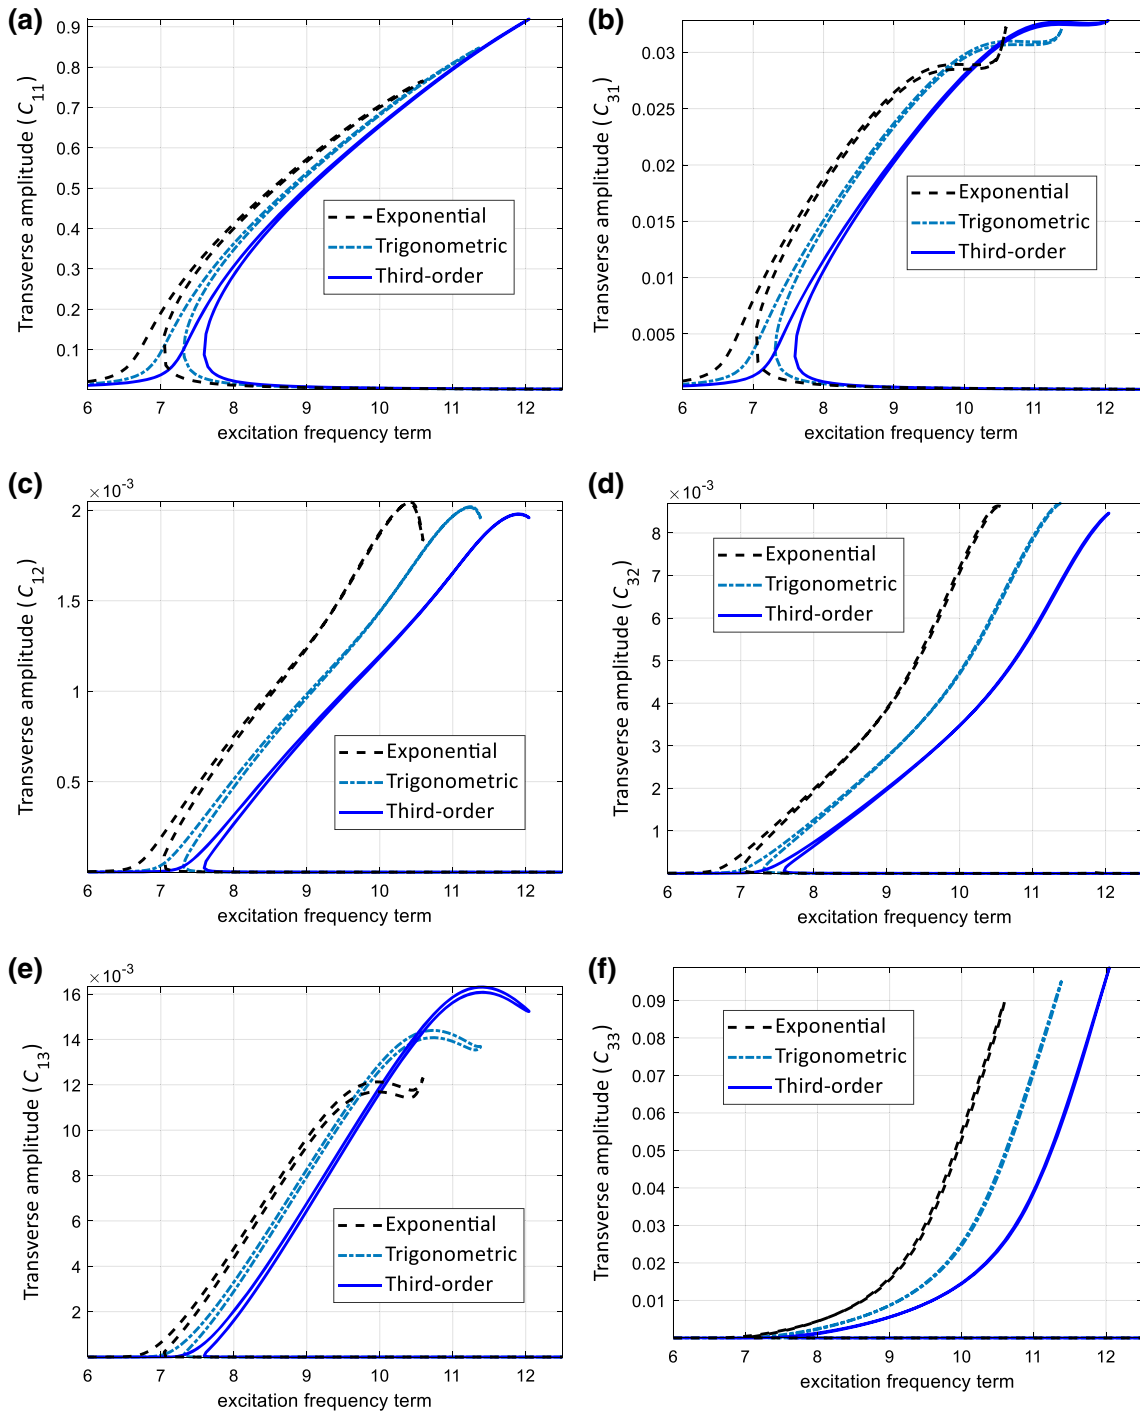 (a)
Transverse amplitude (C11)
0.9
0.8
0.7
0.6
0.5
0.4
0.3
0.2
0.1
Exponential
Trigonometric
Third-order
6 7 8 9 10 11 12
excitation frequency term
(b)
Transverse amplitude (C31)
0.03
0.025
0.02
0.015
0.01
0.005
Exponential
Trigonometric
Third-order
6 7 8 9 10 11 12
excitation frequency term
(c)
×10-3
Transverse amplitude (C12)
2
1.5
1
0.5
Exponential
Trigonometric
Third-order
6 7 8 9 10 11 12
excitation frequency term
(d)
×10-3
Transverse amplitude (C32)
8
7
6
5
4
3
2
1
Exponential
Trigonometric
Third-order
6 7 8 9 10 11 12
excitation frequency term
(e)
×10-3
Transverse amplitude (C13)
16
14
12
10
8
6
4
2
Exponential
Trigonometric
Third-order
6 7 8 9 10 11 12
excitation frequency term
(f)
Transverse amplitude (C33)
0.09
0.08
0.07
0.06
0.05
0.04
0.03
0.02
0.01
Exponential
Trigonometric
Third-order
6 7 8 9 10 11 12
excitation frequency term